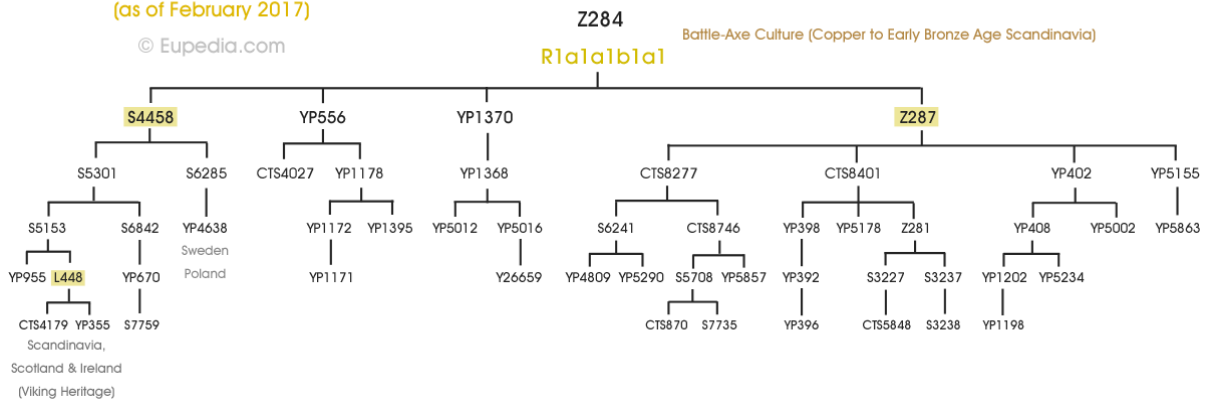 (as of February 2017)
Z284
© Eupedia.com
Battle-Axe Culture (Copper to Early Bronze Age Scandinavia)
R1a1a1b1a1
S4458 YP556 YP1370 Z287
S5301 S6285 CTS4027 YP1178 YP1368 CTS8277 CTS8401 YP402 YP5155
S5153 S6842 YP4638 YP1172 YP1395 YP5012 YP5016 S6241 CTS8746 YP398 YP5178 Z281 YP408 YP5002 YP5863
Sweden
YP955 L448 YP670 Poland YP1171 Y26659 YP4809 YP5290 S5708 YP5857 YP392 S3227 S3237 YP1202 YP5234
CTS4179 YP355 S7759 CTS870 S7735 YP396 CTS5848 S3238 YP1198
Scandinavia,
Scotland & Ireland
(Viking Heritage)